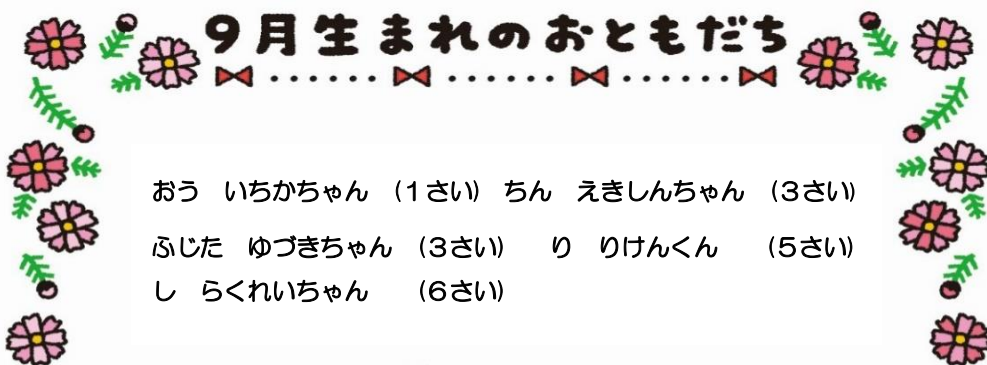 9月生まれのおともだち
おう　いちかちゃん　（1さい）　ちん　えきしんちゃん　（3さい）
ふじた　ゆづきちゃん　（3さい）　　り　りけんくん　　（5さい）
し　らくれいちゃん　　（6さい）